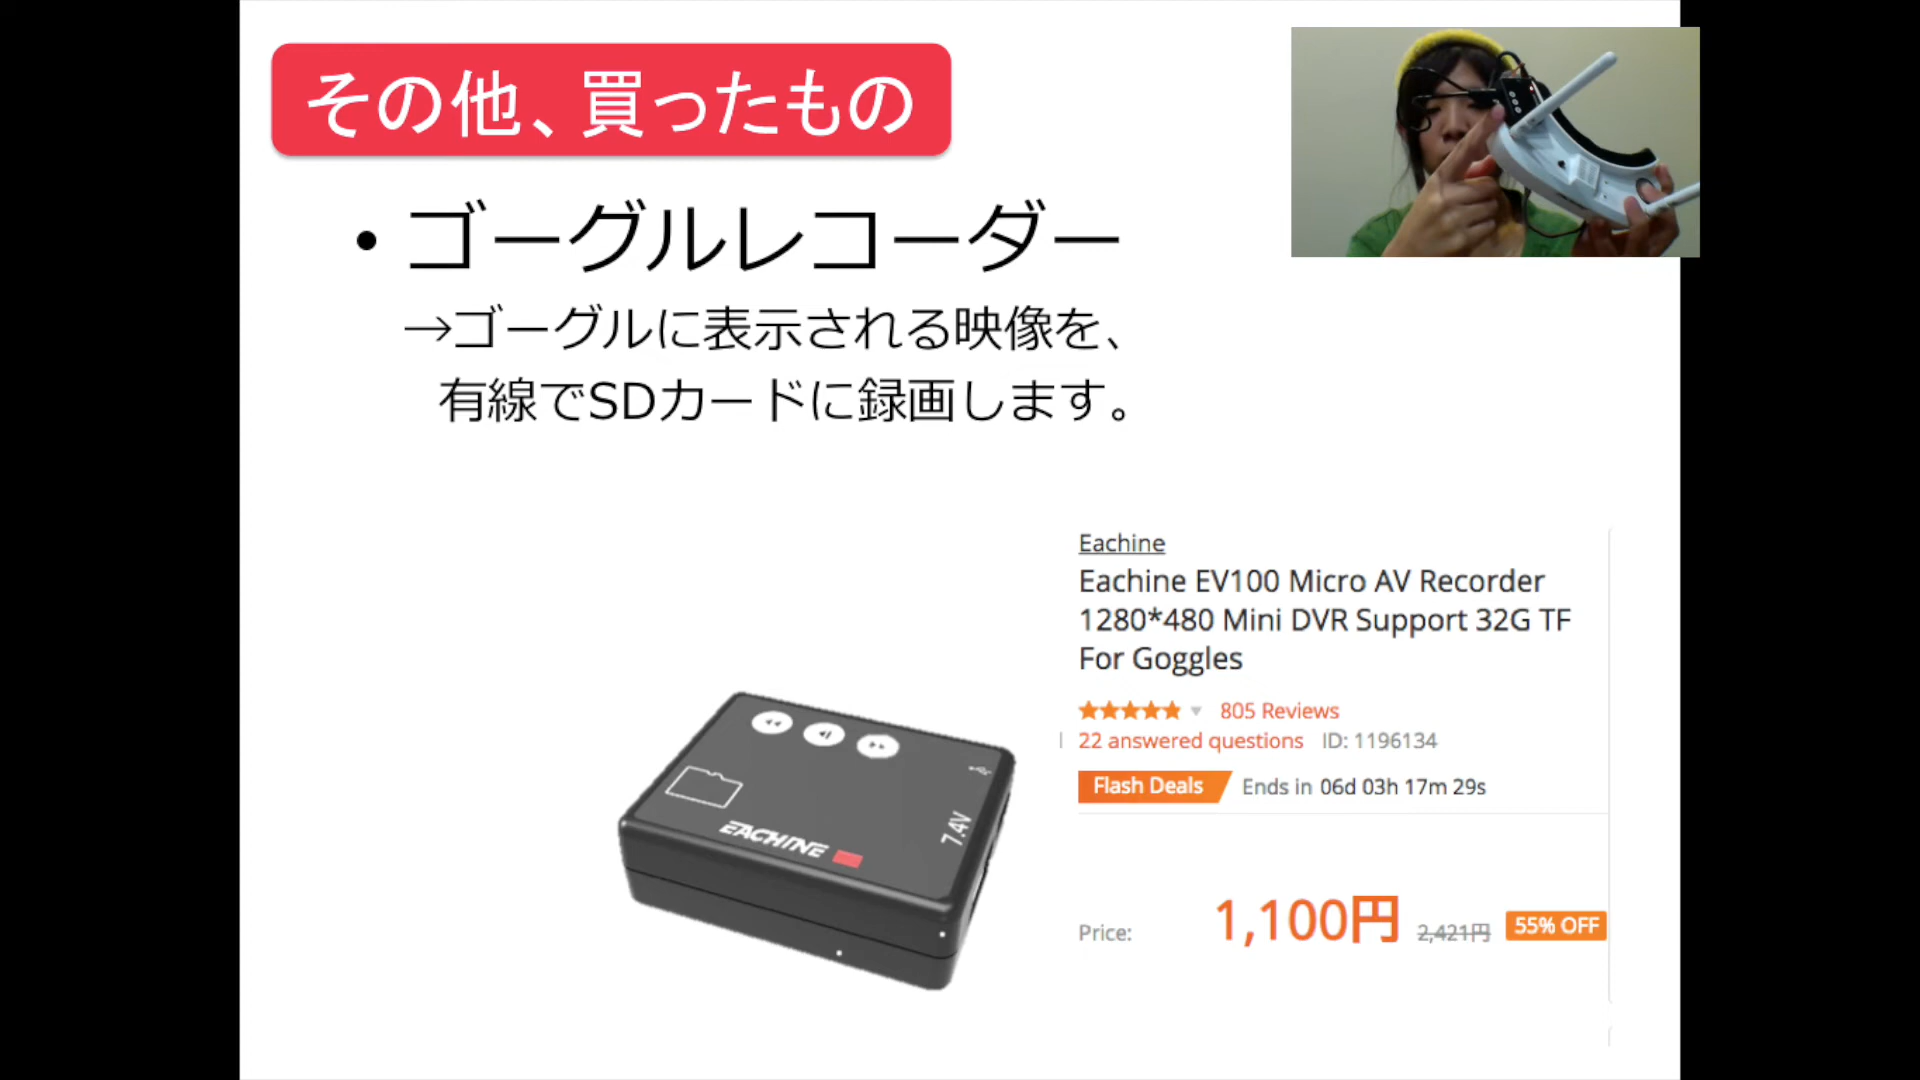 その他、買ったもの
・ゴーグルレコーダー
→ゴーグルに表示される映像を、
有線でSDカードに録画します。
Eachine
Eachine EV100 Micro AV Recorder
1280*480 Mini DVR Support 32G TF
For Goggles
805 Reviews
22 answered questions ID: 1196134
Flash Deals Ends in 06d 03h 17m 29s
Price: 1,100円 2,421円 55% OFF
7.4V
EACHINE